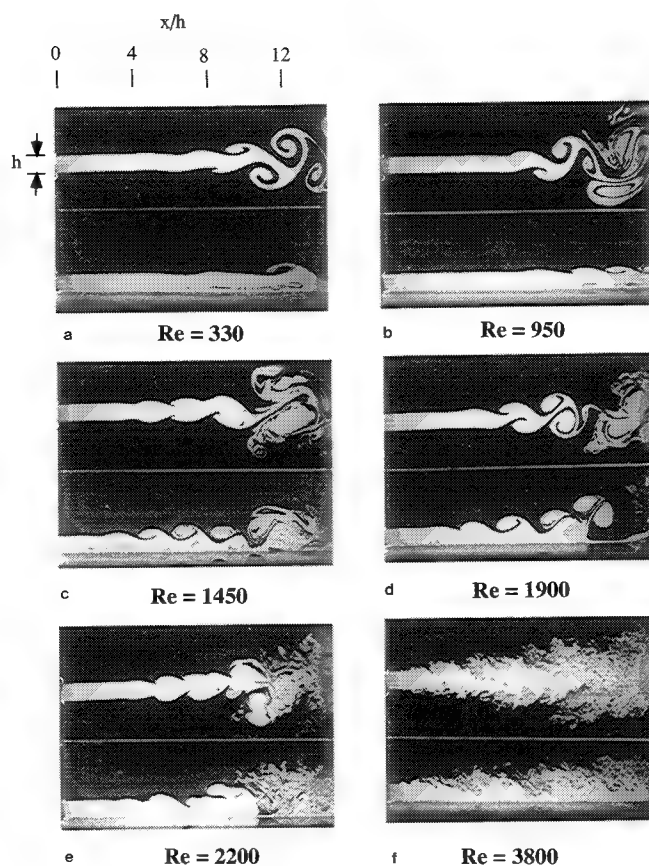 x/h
0 4 8 12
h
a Re = 330
b Re = 950
c Re = 1450
d Re = 1900
e Re = 2200
f Re = 3800